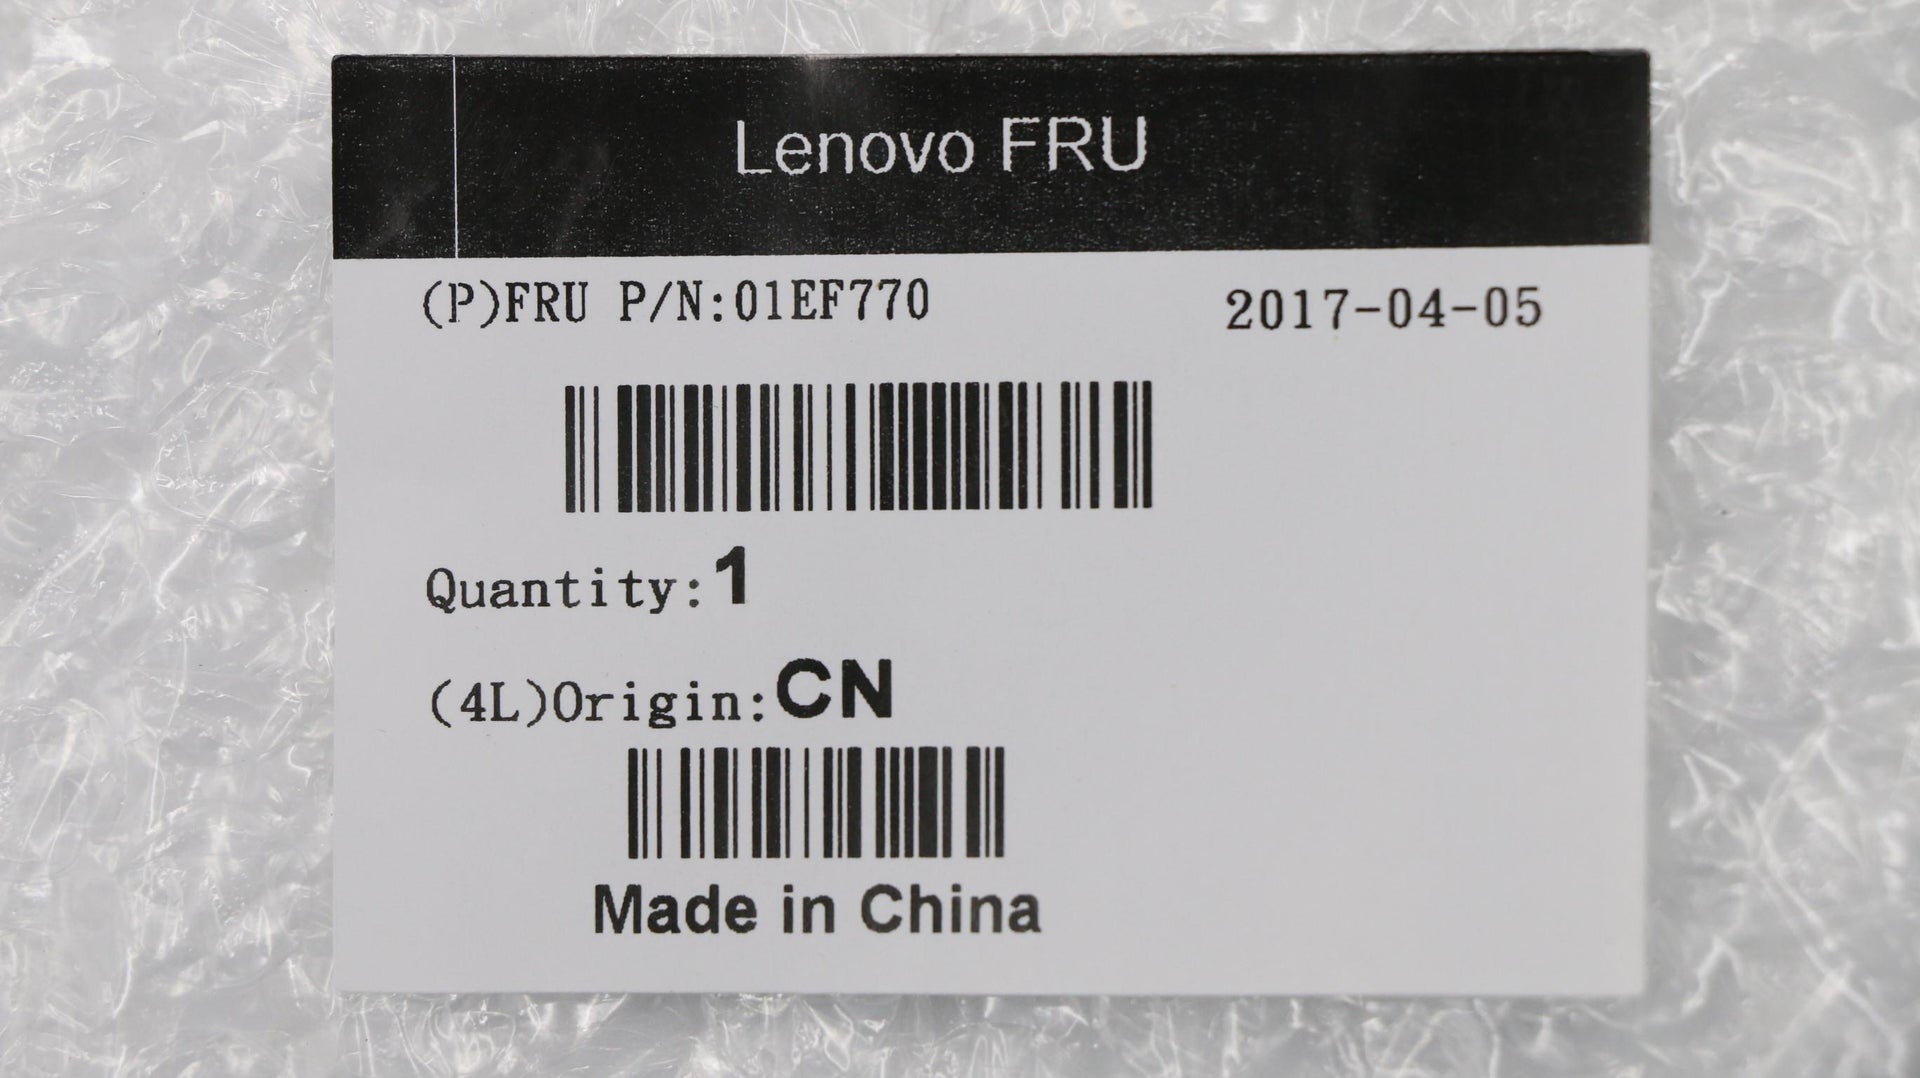 Lenovo FRU
(P)FRU P/N:01EF770 2017-04-05
Quantity:1
(4L)Origin:CN
Made in China